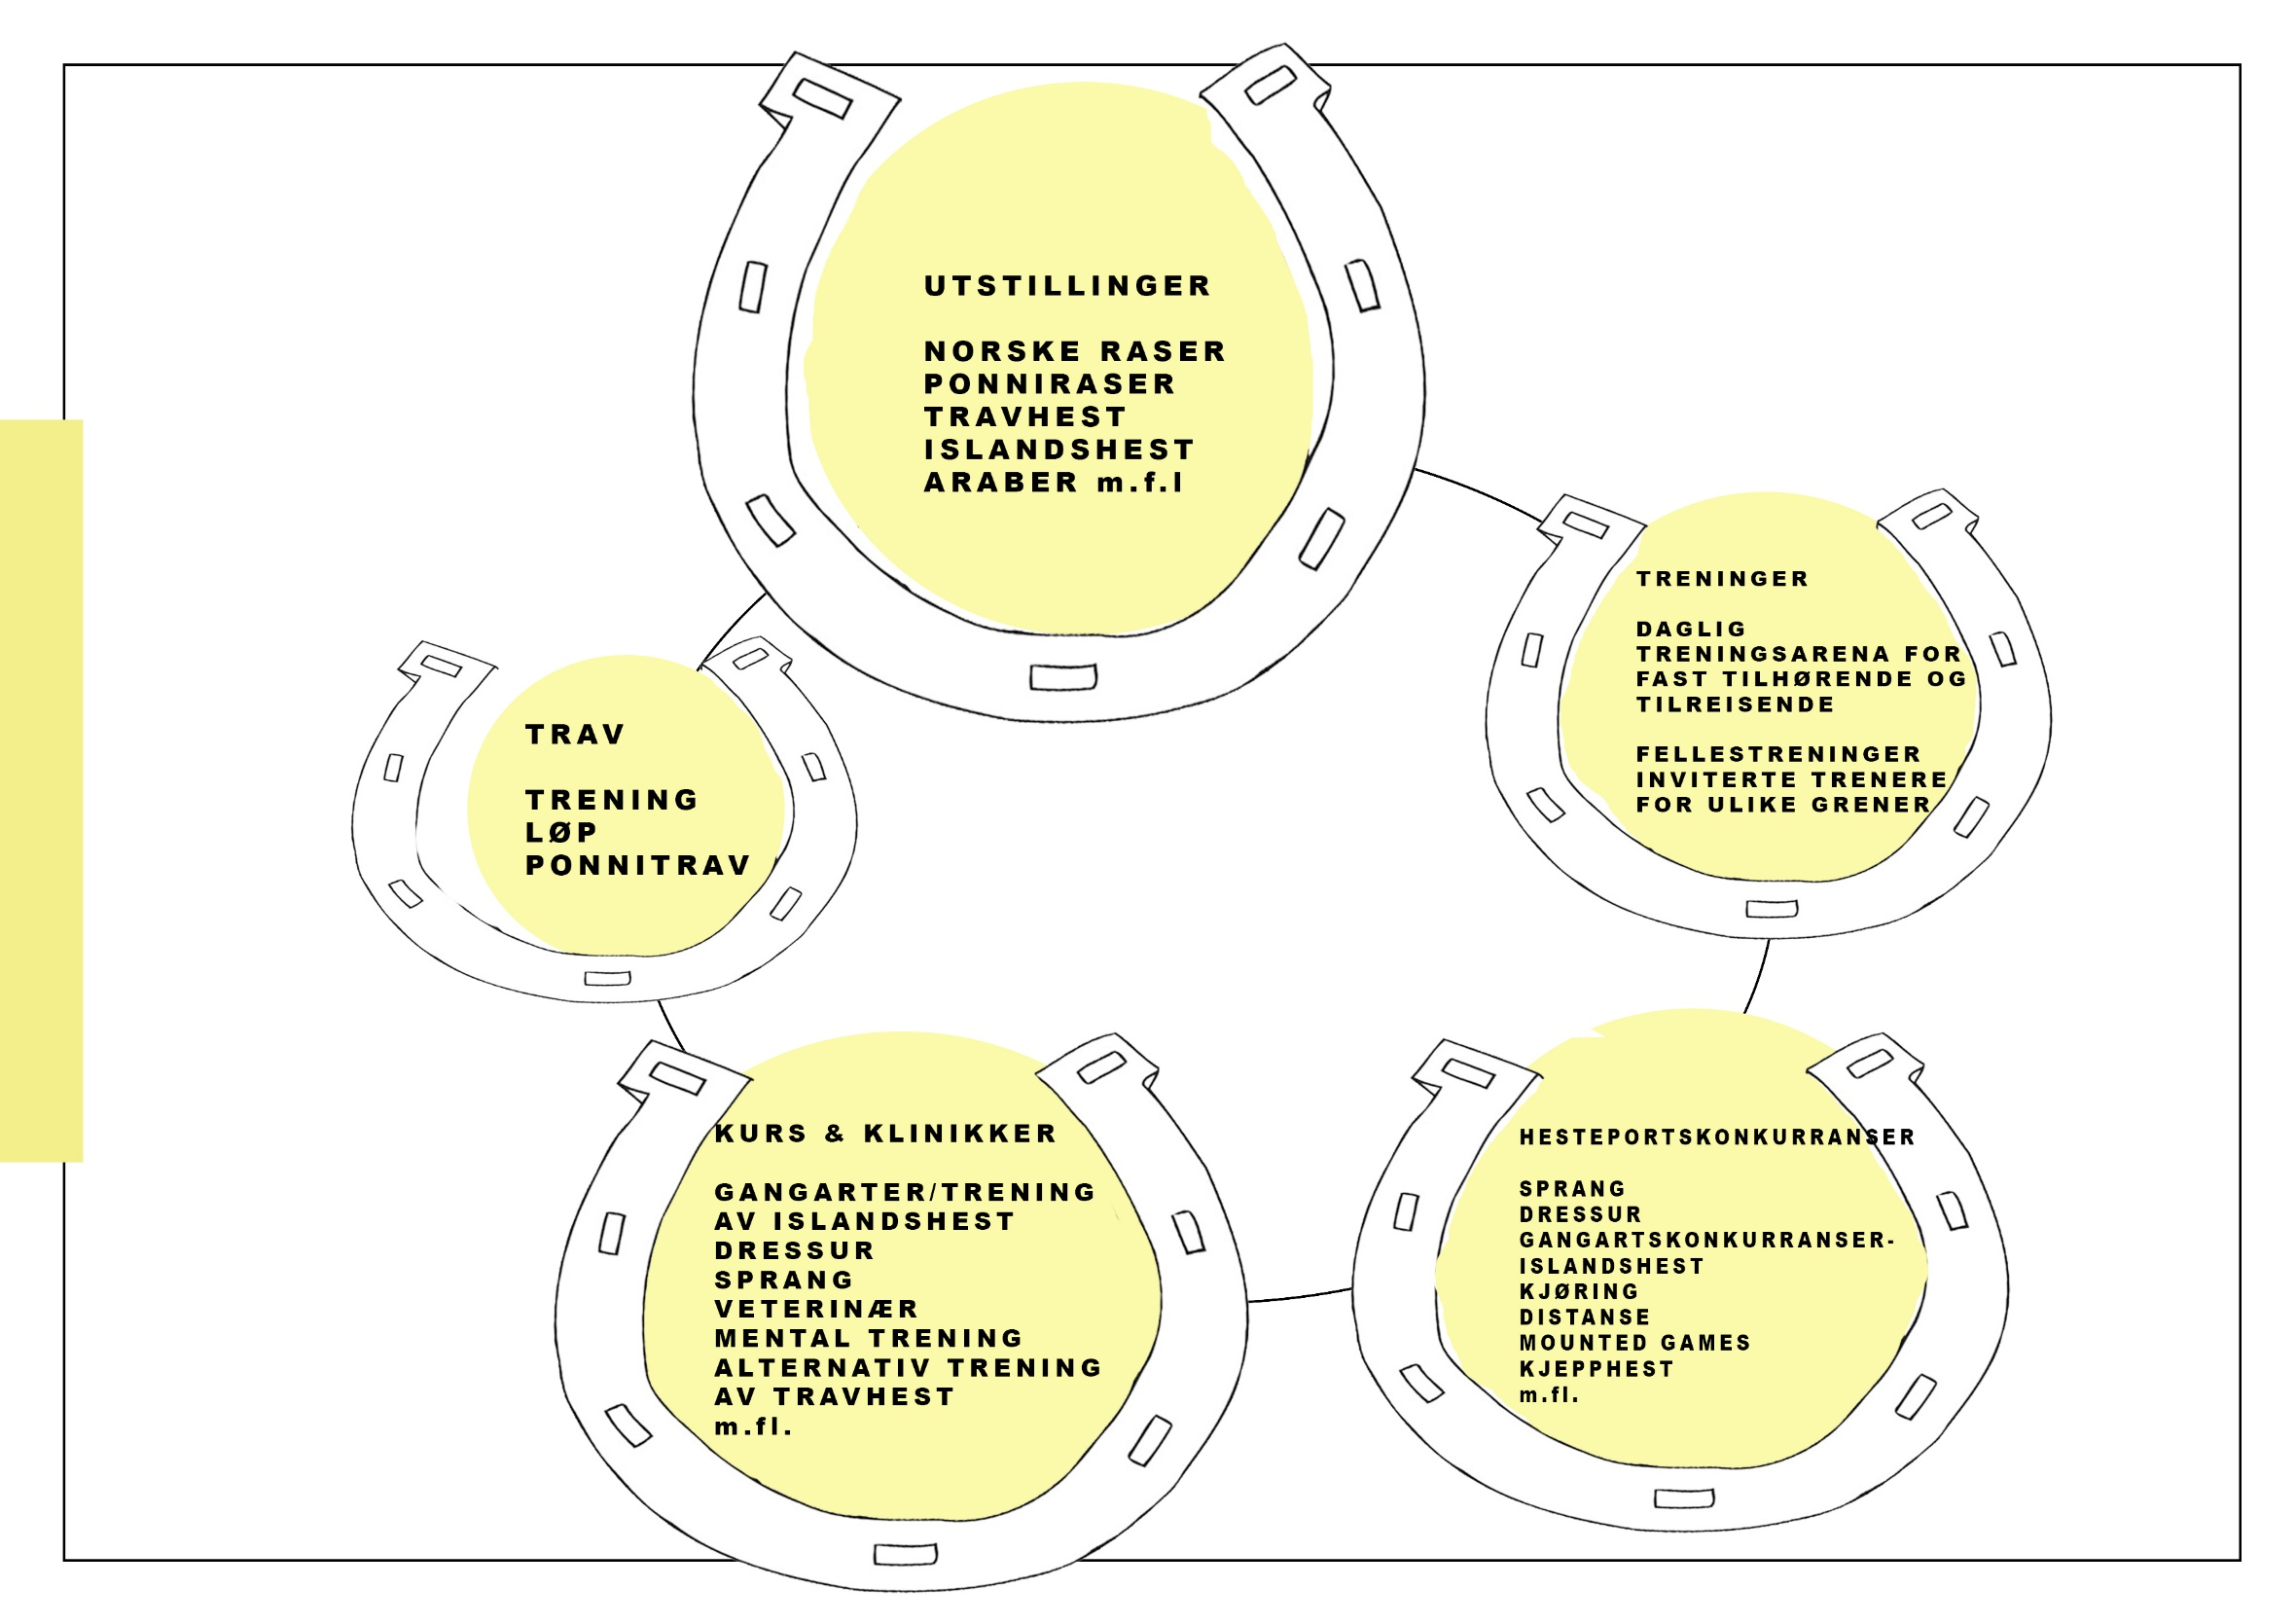 UTSTILLINGER
NORSKE RASER
PONNIRASER
TRAVHEST
ISLANDSHEST
ARABER m.f.l
TRENINGER
DAGLIG
TRENINGSARENA FOR
FAST TILHØRENDE OG
TILREISENDE
FELLESTRENINGER
INVITERTE TRENERE
FOR ULIKE GRENER
TRAV
TRENING
LØP
PONNITRAV
KURS & KLINIKKER
GANGARTER/TRENING
AV ISLANDSHEST
DRESSUR
SPRANG
VETERINÆR
MENTAL TRENING
ALTERNATIV TRENING
AV TRAVHEST
m.fl.
HESTEPORTSKONKURRANSER
SPRANG
DRESSUR
GANGARTSKONKURRANSER-
ISLANDSHEST
KJØRING
DISTANSE
MOUNTED GAMES
KJEPPHEST
m.fl.